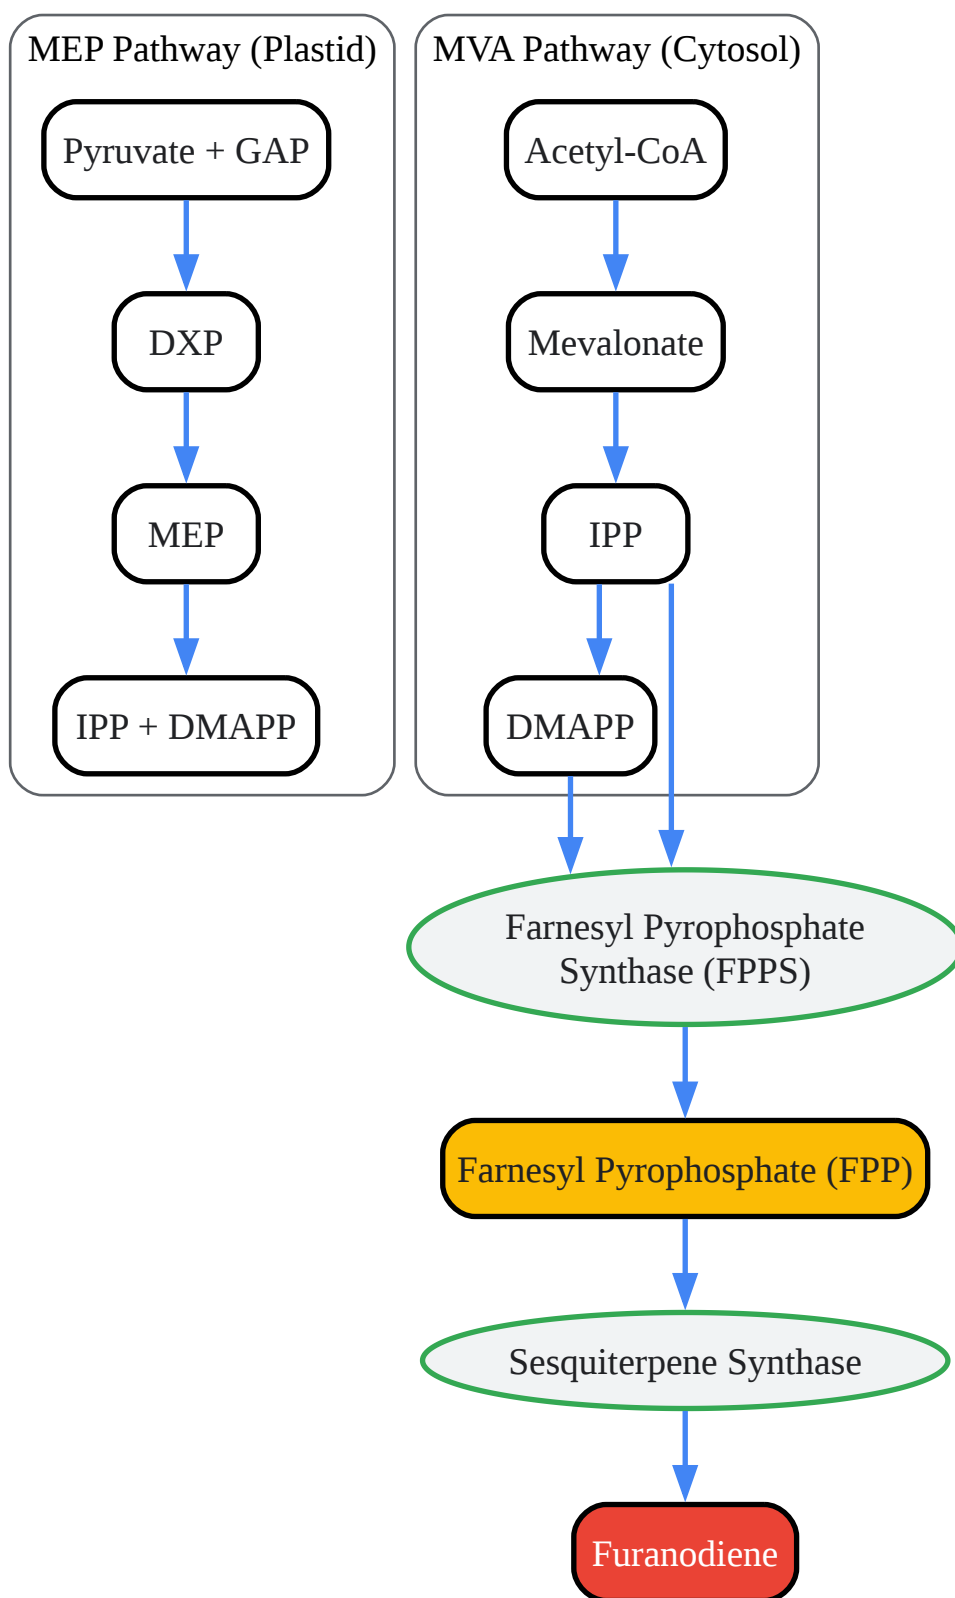 MEP Pathway (Plastid)
Pyruvate + GAP
DXP
MEP
IPP + DMAPP
MVA Pathway (Cytosol)
Acetyl-CoA
Mevalonate
IPP
DMAPP
Farnesyl Pyrophosphate
Synthase (FPPS)
Farnesyl Pyrophosphate (FPP)
Sesquiterpene Synthase
Furanodiene